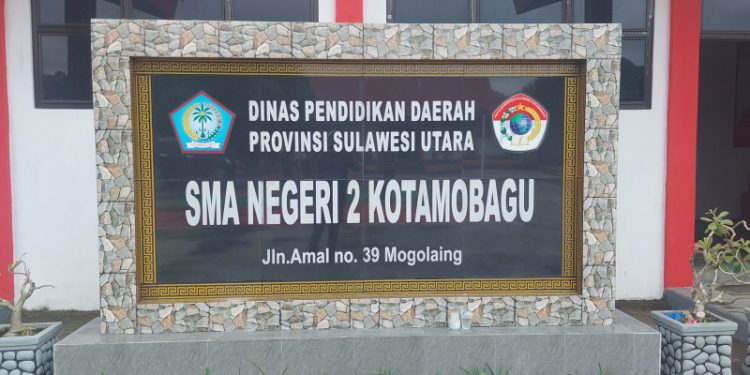 DINAS PENDIDIKAN DAERAH
PROVINSI SULAWESI UTARA
SMA NEGERI 2 KOTAMOBAGU
Jln.Amal no. 39 Mogolaing